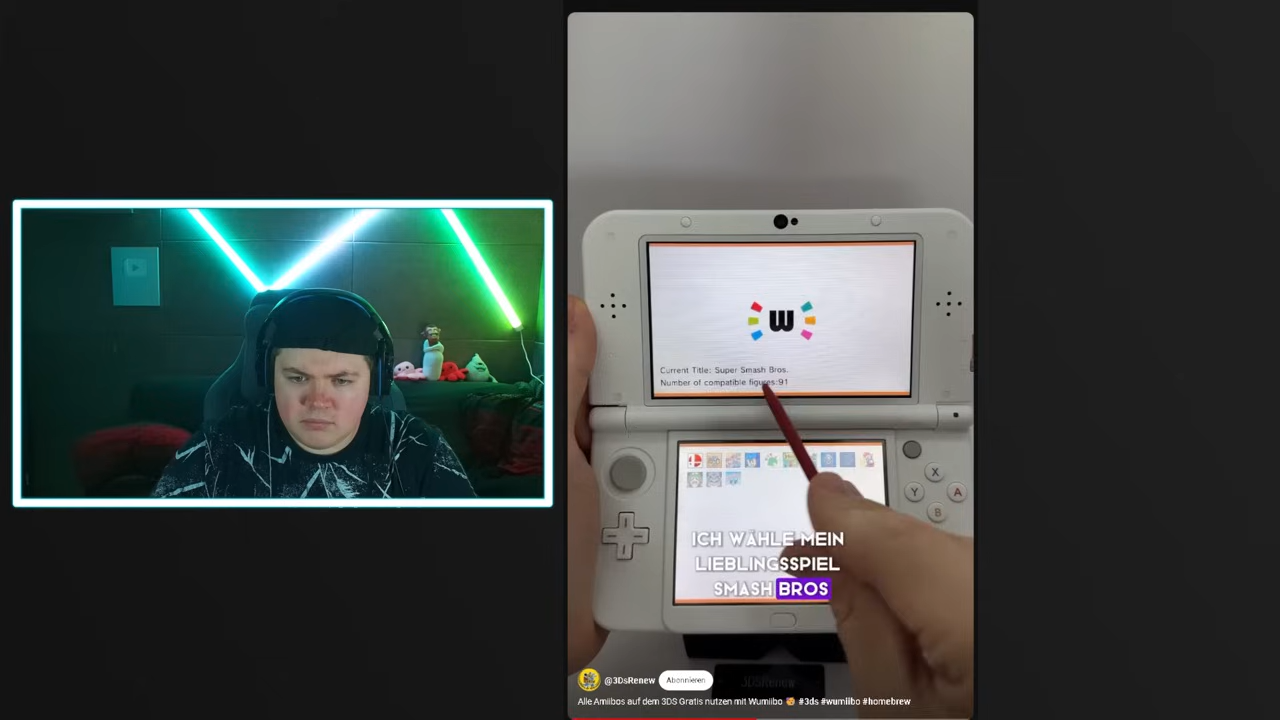 W
Current Title: Super Smash Bros.
Number of compatible figures:91
X
Y
A
B
ICH WÄHLE MEIN
LIEBLINGSSPIEL
SMASH BROS
3DSRenew
@3DsRenew
Abonnieren
Alle Amiibos auf dem 3DS Gratis nutzen mit Wumiibo #3ds #wumiibo #homebrew